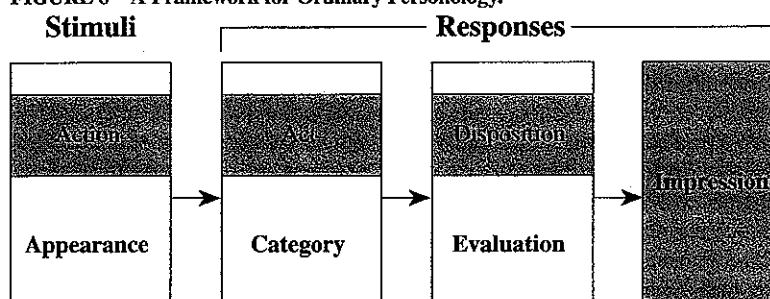 FIGURE 6 A Framework for Ordinary Personology.
Stimuli Responses
Action Act Disposition
Impression
Appearance Category Evaluation